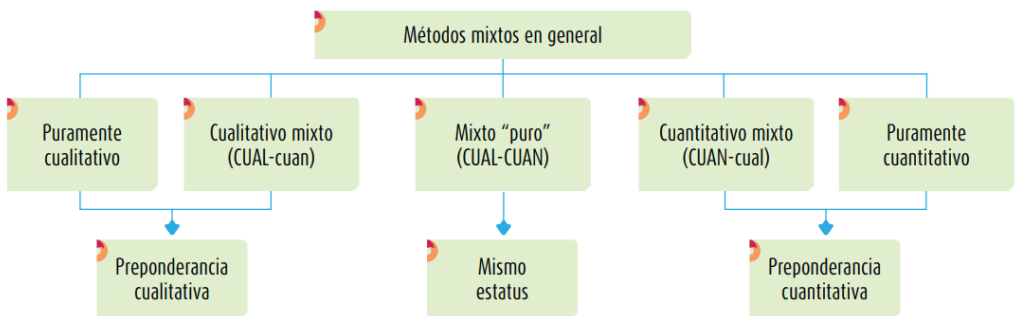 Métodos mixtos en general
Puramente
cualitativo
Cualitativo mixto
(CUAL-cuan)
Mixto “puro”
(CUAL-CUAN)
Cuantitativo mixto
(CUAN-cual)
Puramente
cuantitativo
Preponderancia
cualitativa
Mismo
estatus
Preponderancia
cuantitativa